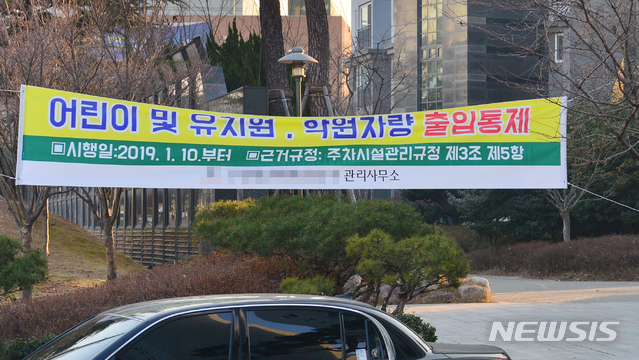 어린이 및 유치원 . 학원차량 출입통제
▣시행일:2019. 1. 10.부터 ▣근거규정: 주차시설관리규정 제3조 제5항
관리사무소
NEWSIS